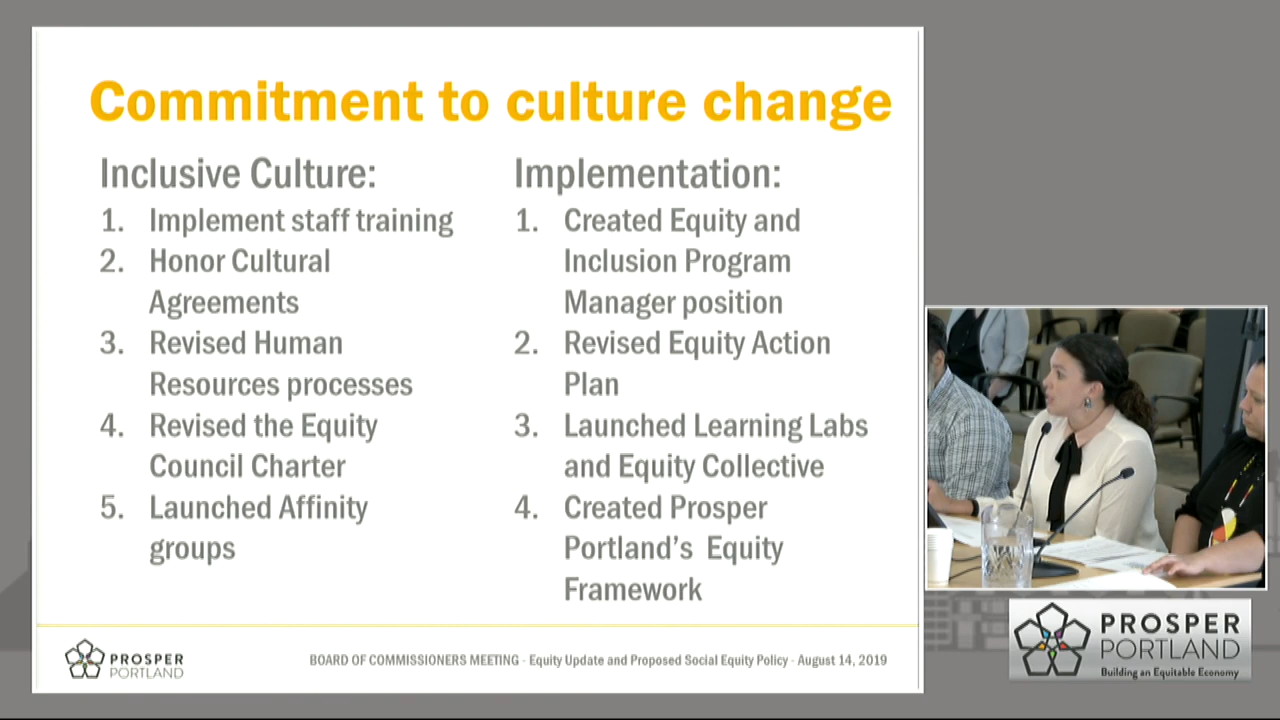 Commitment to culture change
Inclusive Culture:
1. Implement staff training
2. Honor Cultural
Agreements
3. Revised Human
Resources processes
4. Revised the Equity
Council Charter
5. Launched Affinity
groups
Implementation:
1. Created Equity and
Inclusion Program
Manager position
2. Revised Equity Action
Plan
3. Launched Learning Labs
and Equity Collective
4. Created Prosper
Portland's  Equity
Framework
PROSPER
PORTLAND
BOARD OF COMMISSIONERS MEETING - Equity Update and Proposed Social Equity Policy - August 14, 2019
PROSPER
PORTLAND
Building an Equitable Economy